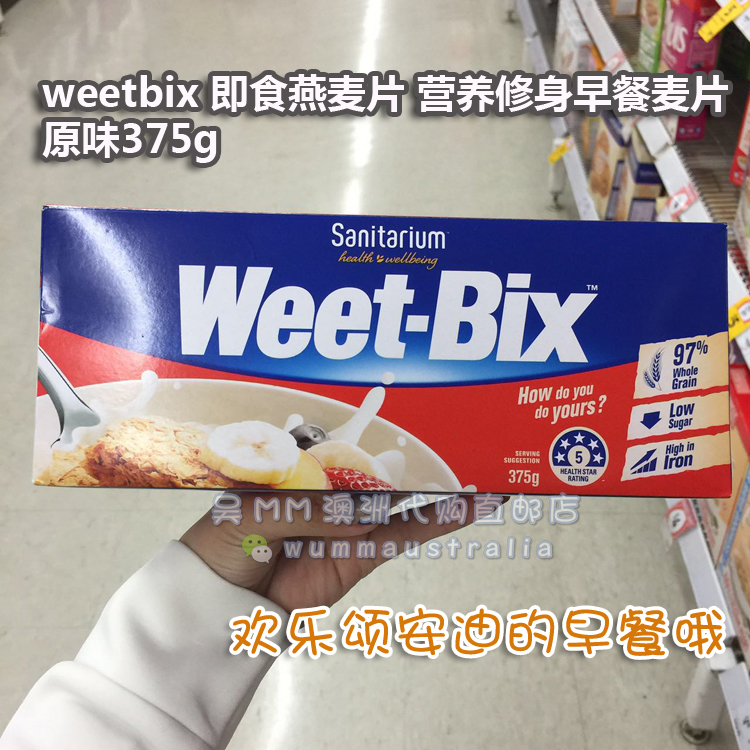 weetbix 即食燕麦片 营养修身早餐麦片
原味375g
Sanitarium
health & wellbeing
Weet-Bix™
How do you
do yours?
97%
Whole
Grain
Low
Sugar
High in
Iron
SERVING
SUGGESTION
375g
5
HEALTH STAR
RATING
吴MM澳洲代购直邮店
wummaustralia
欢乐颂安迪的早餐哦